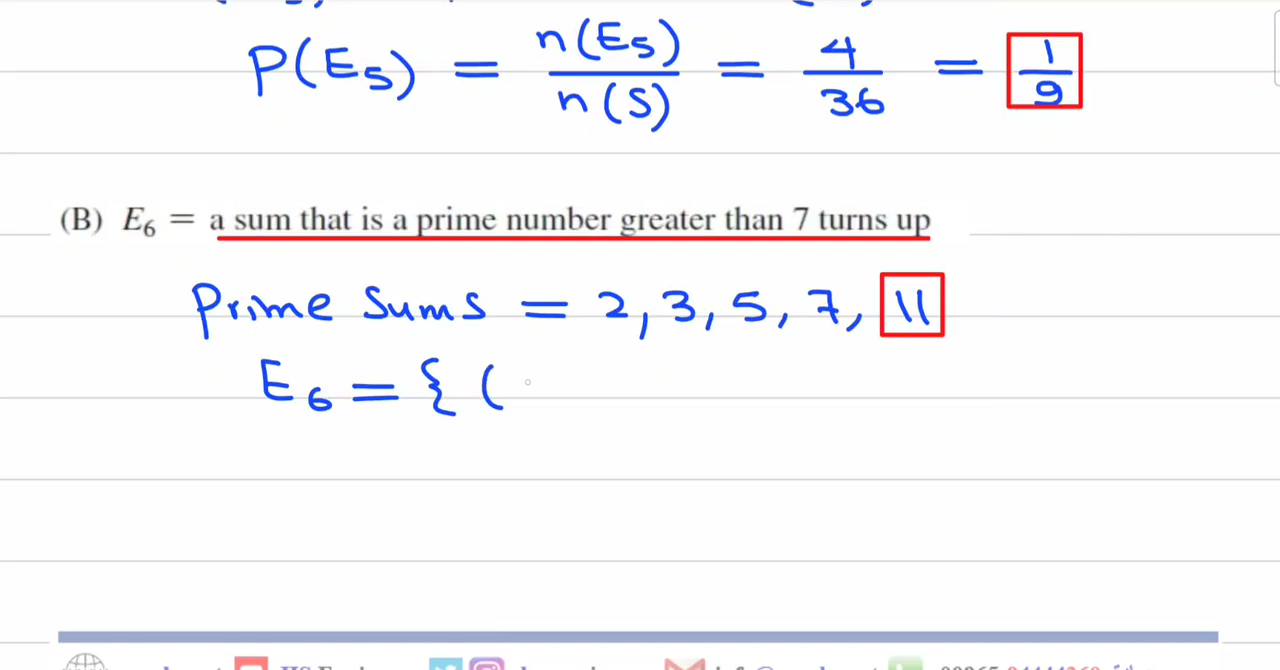 P(E5) = n(E5) / n(S) = 4 / 36 = 1 / 9
(B) E6 = a sum that is a prime number greater than 7 turns up
Prime Sums = 2, 3, 5, 7, 11
E6 = { (